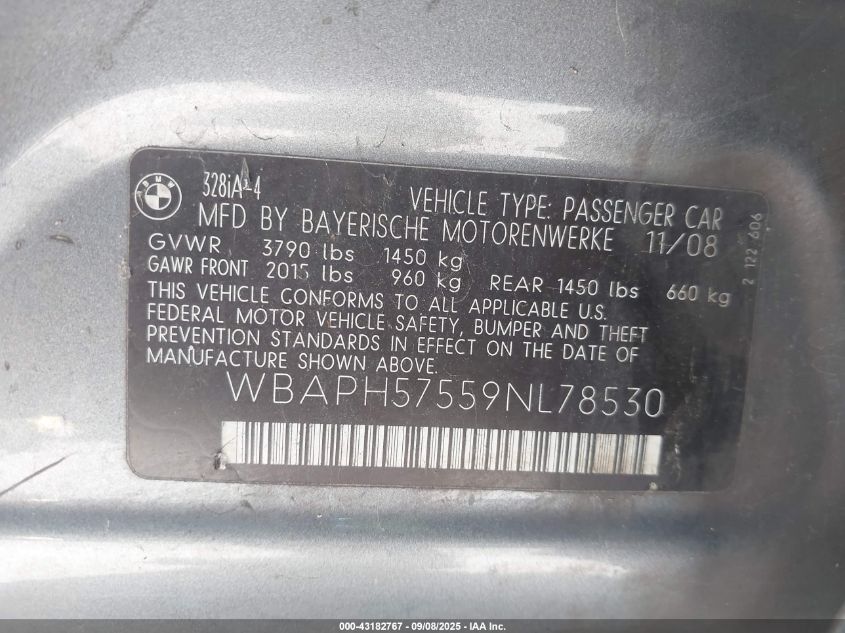 BMW
328iA-4
VEHICLE TYPE: PASSENGER CAR
MFD BY BAYERISCHE MOTORENWERKE 11/08
GVWR 3790 lbs 1450 kg
GAWR FRONT 2015 lbs 960 kg REAR 1450 lbs 660 kg
THIS VEHICLE CONFORMS TO ALL APPLICABLE U.S.
FEDERAL MOTOR VEHICLE SAFETY, BUMPER AND THEFT
PREVENTION STANDARDS IN EFFECT ON THE DATE OF
MANUFACTURE SHOWN ABOVE.
WBAPH57559NL78530
2 122 606
000-43182767 - 09/08/2025 - IAA Inc.